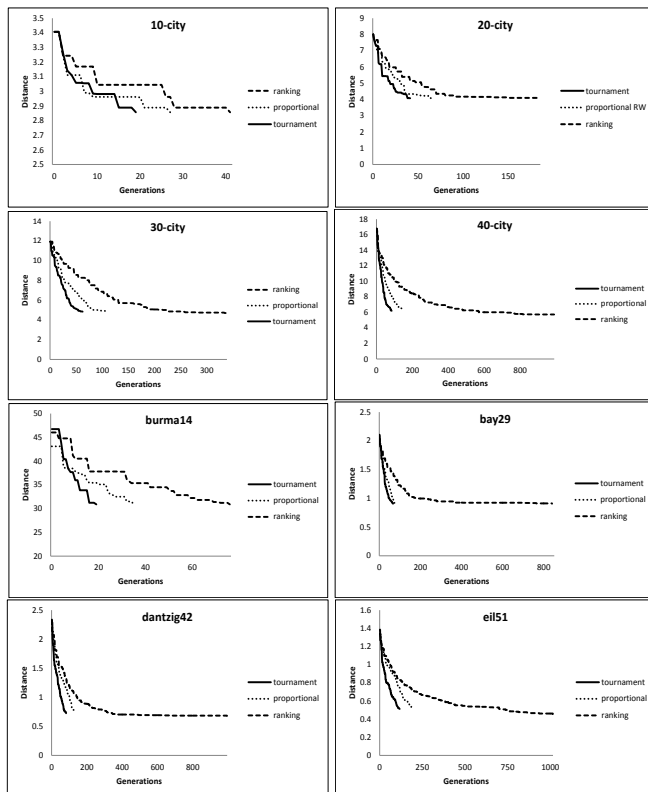 10-city
3.5
3.4
3.3
3.2
3.1
3
2.9
2.8
2.7
2.6
2.5
Distance
0 10 20 30 40
Generations
ranking
proportional
tournament
20-city
9
8
7
6
5
4
3
2
1
0
Distance
0 50 100 150
Generations
tournament
proportional RW
ranking
30-city
14
12
10
8
6
4
2
0
Distance
0 50 100 150 200 250 300
Generations
ranking
proportional
tournament
40-city
18
16
14
12
10
8
6
4
2
0
Distance
0 200 400 600 800
Generations
tournament
proportional
ranking
burma14
50
45
40
35
30
25
20
Distance
0 20 40 60
Generations
tournament
proportional
ranking
bay29
2.5
2
1.5
1
0.5
0
Distance
0 200 400 600 800
Generations
tournament
proportional
ranking
dantzig42
2.5
2
1.5
1
0.5
0
Distance
0 200 400 600 800
Generations
tournament
proportional
ranking
eil51
1.6
1.4
1.2
1
0.8
0.6
0.4
0.2
0
Distance
0 250 500 750 1000
Generations
tournament
proportional
ranking